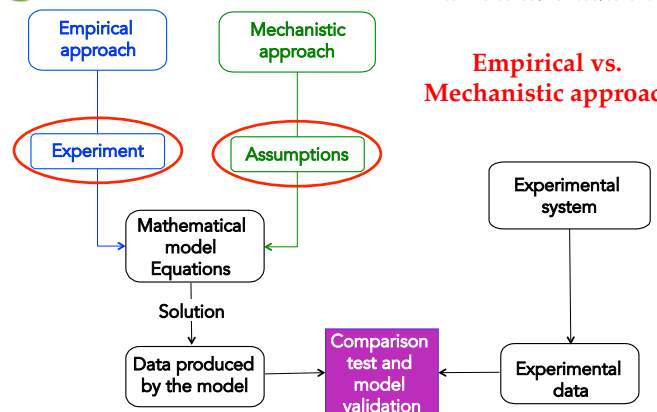 Empirical
approach
Mechanistic
approach
Empirical vs.
Mechanistic approac
Experiment
Assumptions
Experimental
system
Mathematical
model
Equations
Solution
Comparison
test and
model
validation
Data produced
by the model
Experimental
data